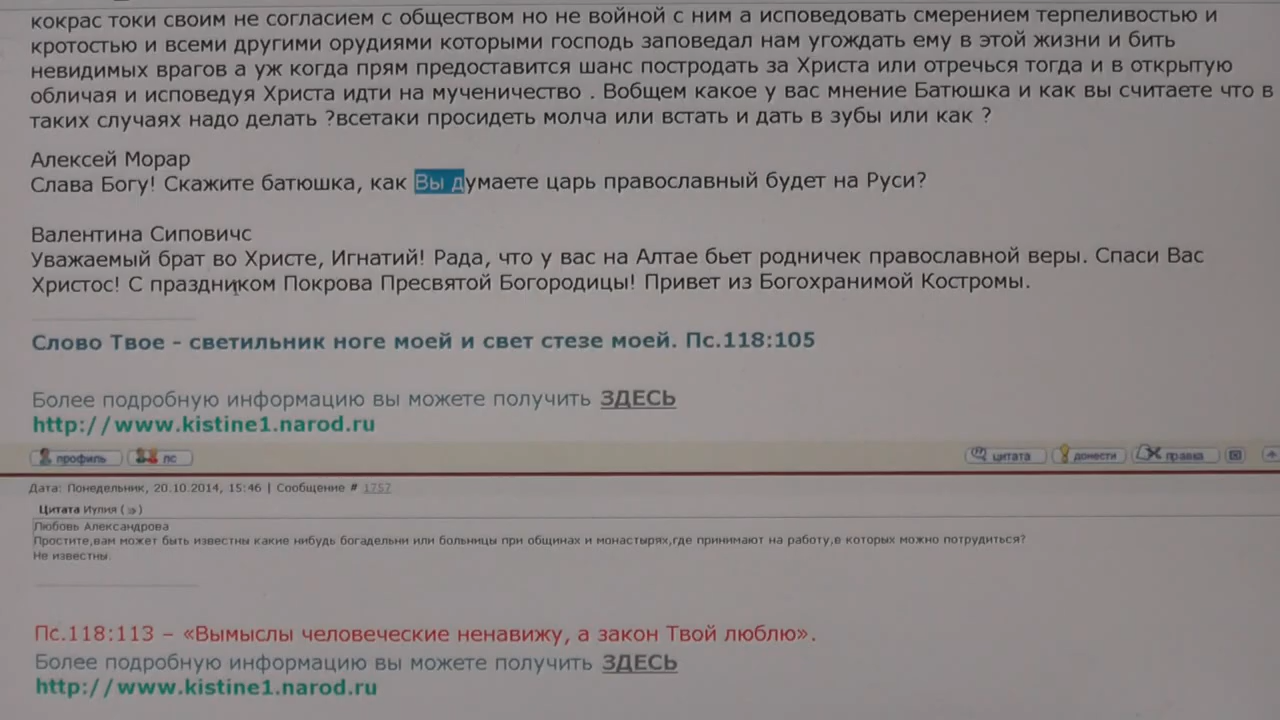 кокрас токи своим не согласием с обществом но не войной с ним а исповедовать смерением терпеливостью и
кротостью и всеми другими орудиями которыми господь заповедал нам угождать ему в этой жизни и бить
невидимых врагов а уж когда прям предоставится шанс постродать за Христа или отречься тогда и в открытую
обличая и исповедуя Христа идти на мученичество . Вобщем какое у вас мнение Батюшка и как вы считаете что в
таких случаях надо делать ?всетаки просидеть молча или встать и дать в зубы или как ?
Алексей Морар
Слава Богу! Скажите батюшка, как Вы думаете царь православный будет на Руси?
Валентина Сиповичс
Уважаемый брат во Христе, Игнатий! Рада, что у вас на Алтае бьет родничек православной веры. Спаси Вас
Христос! С праздником Покрова Пресвятой Богородицы! Привет из Богохранимой Костромы.
Слово Твое - светильник ноге моей и свет стезе моей. Пс.118:105
Более подробную информацию вы можете получить ЗДЕСЬ
http://www.kistine1.narod.ru
профиль лс цитата донести правка
Дата: Понедельник, 20.10.2014, 15:46 | Сообщение # 1757
Цитата Иулия ( )
Любовь Александрова
Простите,вам может быть известны какие нибудь богадельни или больницы при общинах и монастырях,где принимают на работу,в которых можно потрудиться?
Не известны.
Пс.118:113 – «Вымыслы человеческие ненавижу, а закон Твой люблю».
Более подробную информацию вы можете получить ЗДЕСЬ
http://www.kistine1.narod.ru